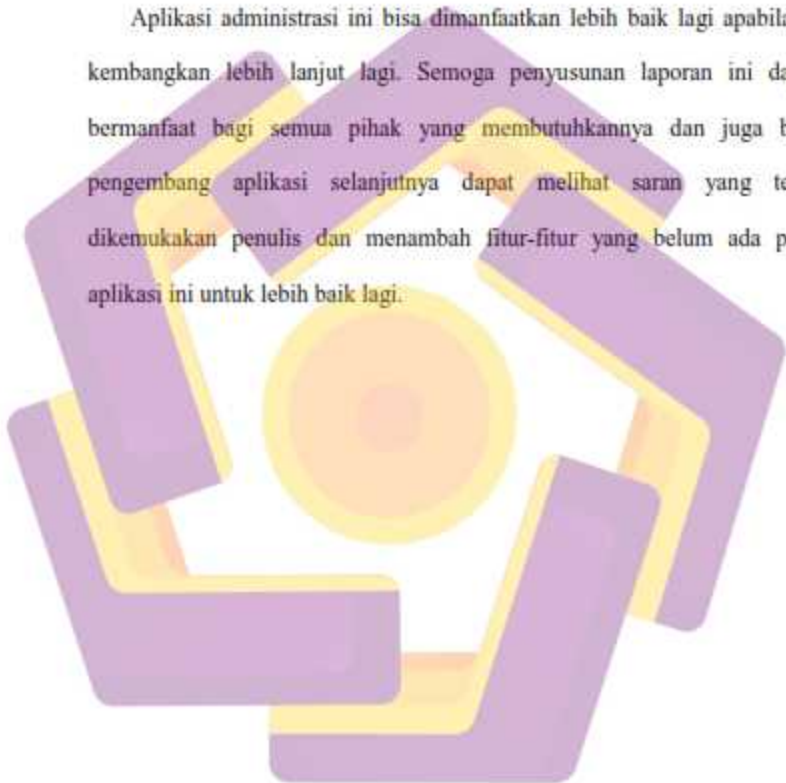 Aplikasi administrasi ini bisa dimanfaatkan lebih baik lagi apabila
kembangkan lebih lanjut lagi. Semoga penyusunan laporan ini da
bermanfaat bagi semua pihak yang membutuhkannya dan juga b
pengembang aplikasi selanjutnya dapat melihat saran yang te
dikemukakan penulis dan menambah fitur-fitur yang belum ada p
aplikasi ini untuk lebih baik lagi.